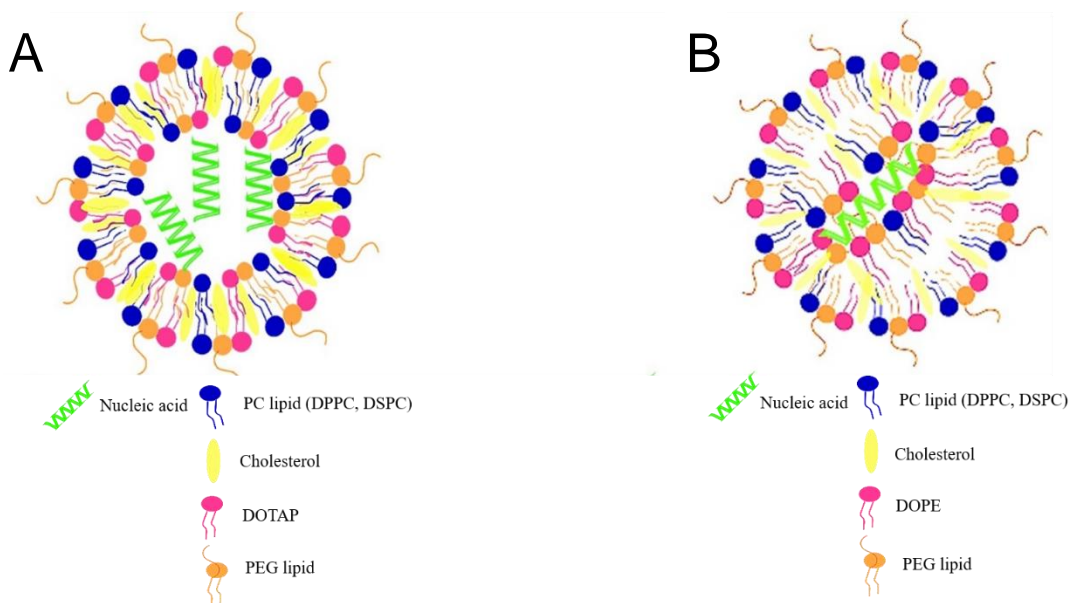 A
B
Nucleic acid
PC lipid (DPPC, DSPC)
Cholesterol
DOTAP
PEG lipid
Nucleic acid
PC lipid (DPPC, DSPC)
Cholesterol
DOPE
PEG lipid